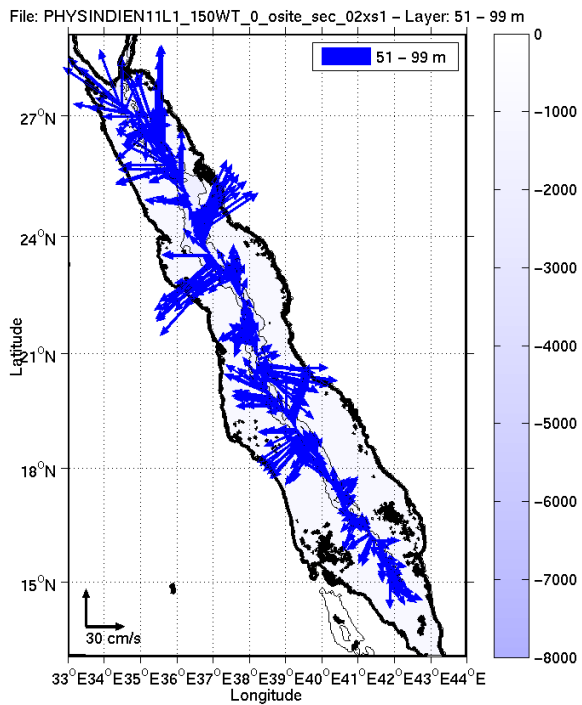 File: PHYSINDIEN11L1_150WT_0_osite_sec_02xs1 – Layer: 51 – 99 m
51 – 99 m
0
−1000
−2000
−3000
−4000
−5000
−6000
−7000
−8000
27°N
24°N
21°N
18°N
15°N
Latitude
30 cm/s
33°E34°E35°E36°E37°E38°E39°E40°E41°E42°E43°E44°E
Longitude